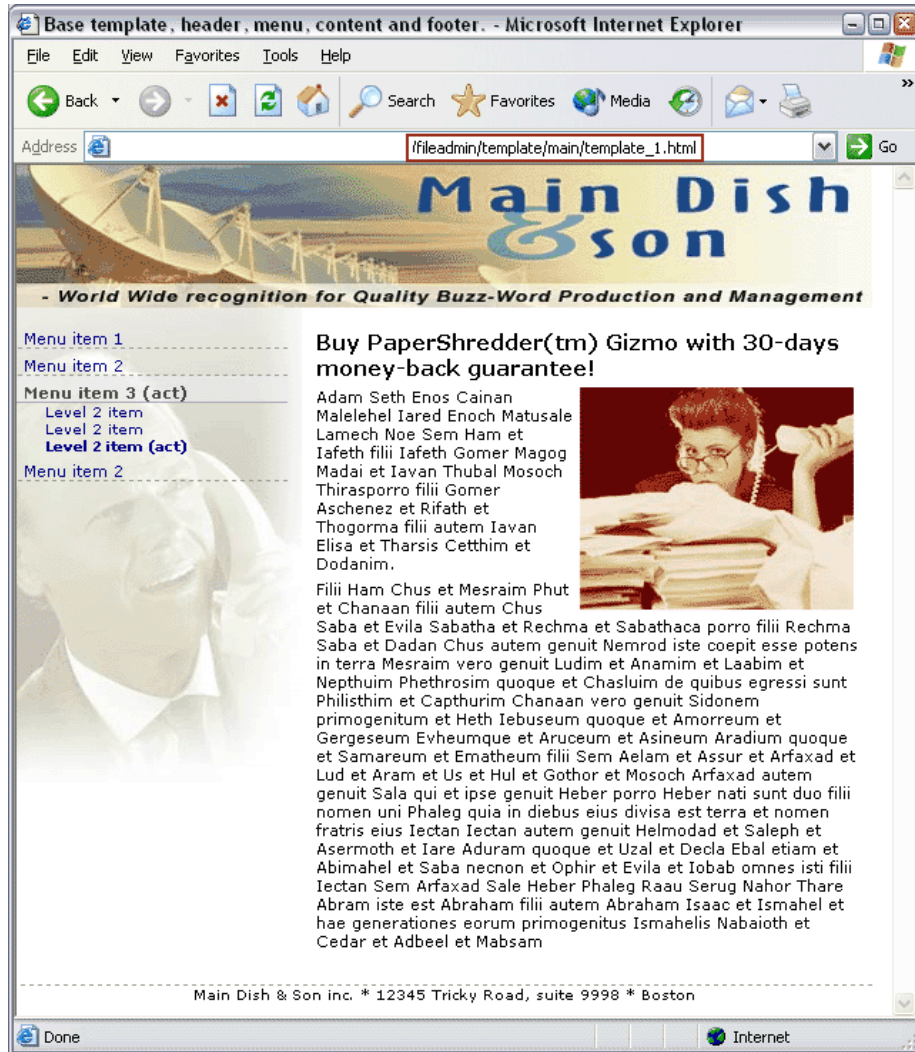 Base template, header, menu, content and footer. - Microsoft Internet Explorer
File Edit View Favorites Tools Help
Back Search Favorites Media »
Address /fileadmin/template/main/template_1.html Go
Main Dish
& son
- World Wide recognition for Quality Buzz-Word Production and Management
Menu item 1
Menu item 2
Menu item 3 (act)
Level 2 item
Level 2 item
Level 2 item (act)
Menu item 2
Buy PaperShredder(tm) Gizmo with 30-days
money-back guarantee!
Adam Seth Enos Cainan
Malelehel Iared Enoch Matusale
Lamech Noe Sem Ham et
Iafeth filii Iafeth Gomer Magog
Madai et Iavan Thubal Mosoch
Thirasporro filii Gomer
Aschenez et Rifath et
Thogorma filii autem Iavan
Elisa et Tharsis Cetthim et
Dodanim.
Filii Ham Chus et Mesraim Phut
et Chanaan filii autem Chus
Saba et Evila Sabatha et Rechma et Sabathaca porro filii Rechma
Saba et Dadan Chus autem genuit Nemrod iste coepit esse potens
in terra Mesraim vero genuit Ludim et Anamim et Laabim et
Nepthuim Phethrosim quoque et Chasluim de quibus egressi sunt
Philisthim et Capthurim Chanaan vero genuit Sidonem
primogenitum et Heth Iebuseum quoque et Amorreum et
Gergeseum Evheumque et Aruceum et Asineum Aradium quoque
et Samareum et Ematheum filii Sem Aelam et Assur et Arfaxad et
Lud et Aram et Us et Hul et Gothor et Mosoch Arfaxad autem
genuit Sala qui et ipse genuit Heber porro Heber nati sunt duo filii
nomen uni Phaleg quia in diebus eius divisa est terra et nomen
fratris eius Iectan Iectan autem genuit Helmodad et Saleph et
Asermoth et Iare Aduram quoque et Uzal et Decla Ebal etiam et
Abimahel et Saba necnon et Ophir et Evila et Iobab omnes isti filii
Iectan Sem Arfaxad Sale Heber Phaleg Raau Serug Nahor Thare
Abram iste est Abraham filii autem Abraham Isaac et Ismahel et
hae generationes eorum primogenitus Ismahelis Nabaioth et
Cedar et Adbeel et Mabsam
Main Dish & Son inc. * 12345 Tricky Road, suite 9998 * Boston
Done Internet